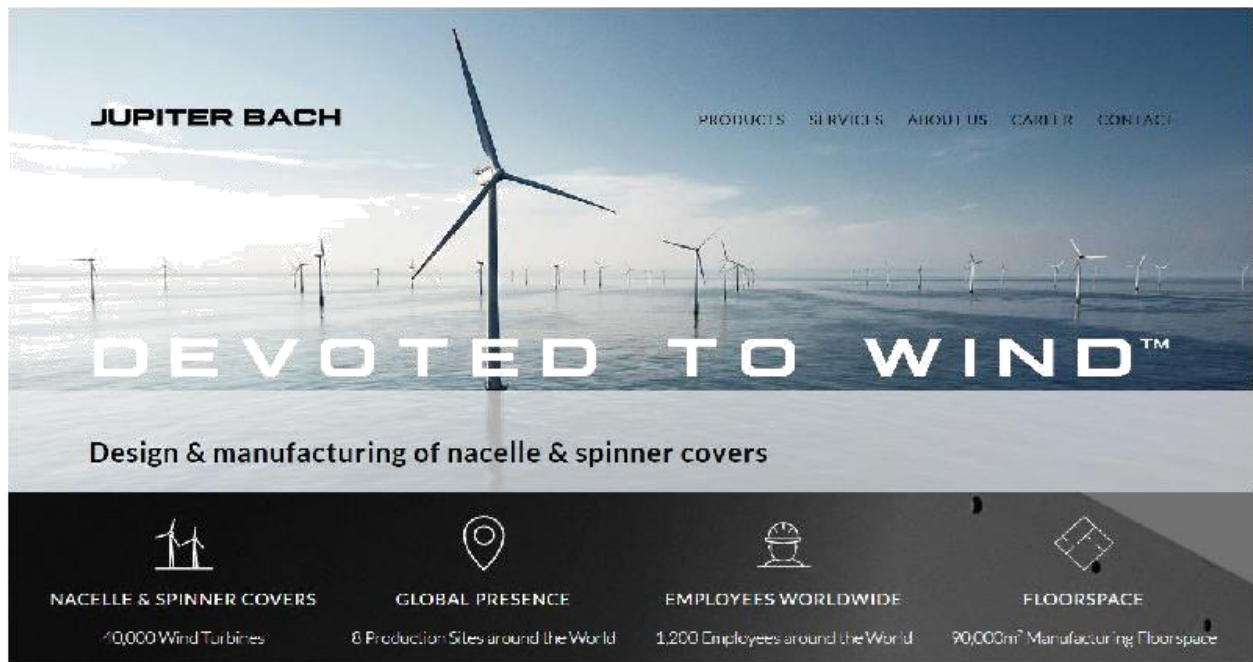 JUPITER BACH
PRODUCTS SERVICES ABOUT US CAREER CONTACT
DEVOTED TO WIND™
Design & manufacturing of nacelle & spinner covers
NACELLE & SPINNER COVERS
40,000 Wind Turbines
GLOBAL PRESENCE
8 Production Sites around the World
EMPLOYEES WORLDWIDE
1,200 Employees around the World
FLOORSPACE
90,000m² Manufacturing Floorspace